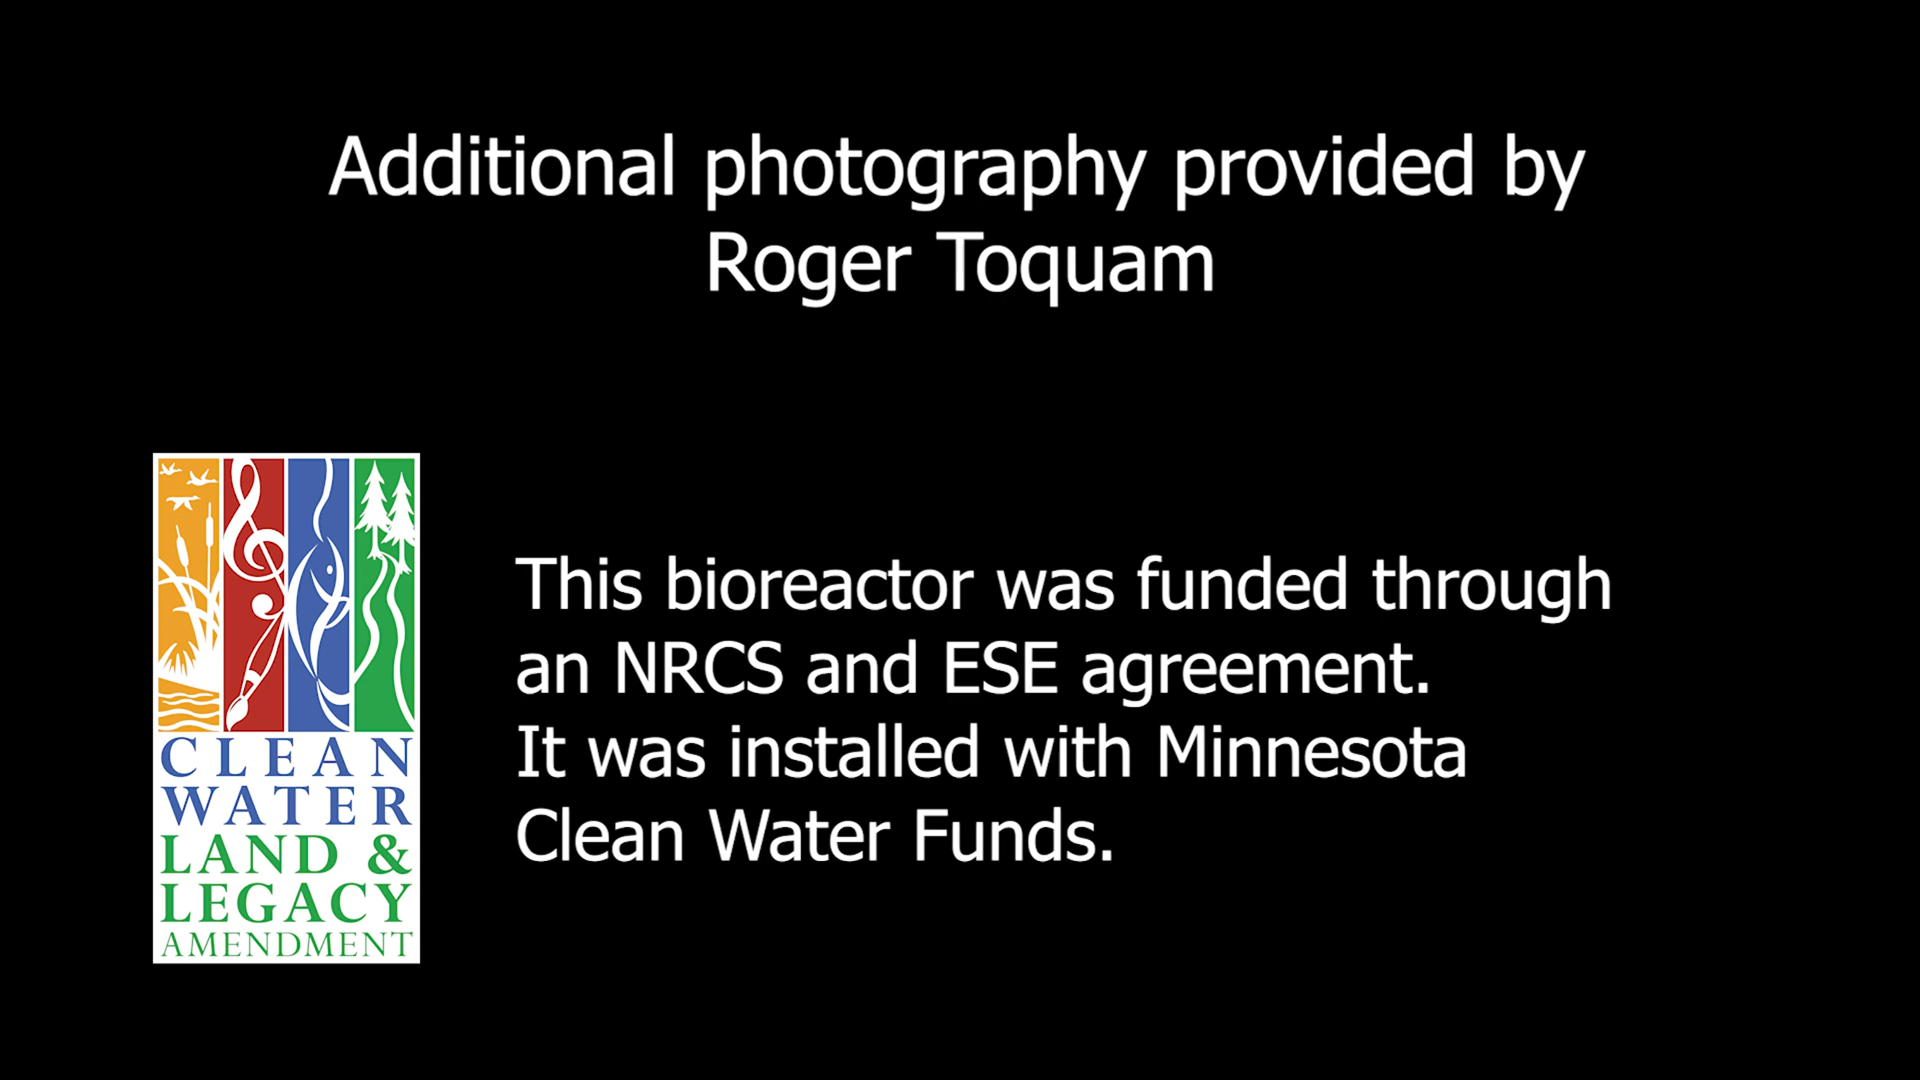 Additional photography provided by
Roger Toquam
This bioreactor was funded through
an NRCS and ESE agreement.
It was installed with Minnesota
Clean Water Funds.
CLEAN
WATER
LAND &
LEGACY
AMENDMENT